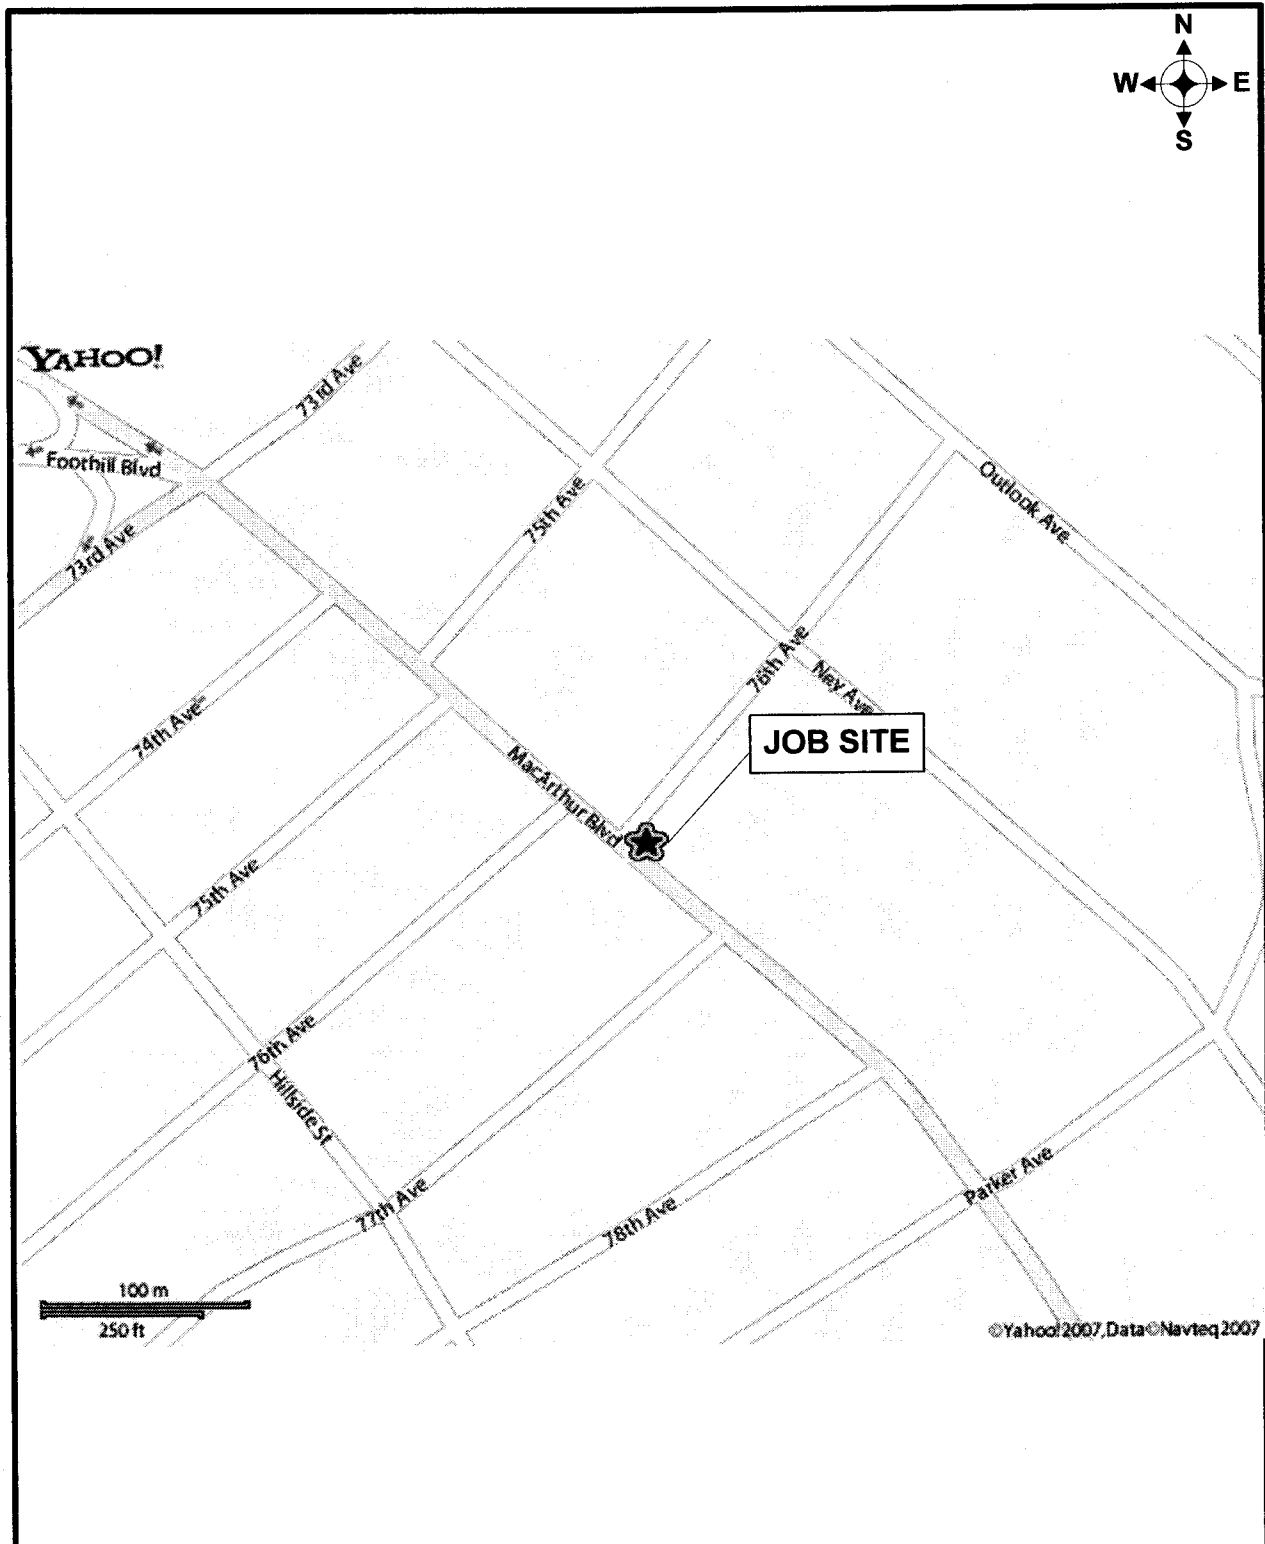 N
W E
S
YAHOO!
73rd Ave
Foothill Blvd
Outlook Ave
75th Ave
73rd Ave
76th Ave
Ney Ave
74th Ave
JOB SITE
MacArthur Blvd
75th Ave
76th Ave
Hillside St
Parker Ave
77th Ave
78th Ave
100 m
250 ft
©Yahoo!2007,Data©Navteq2007